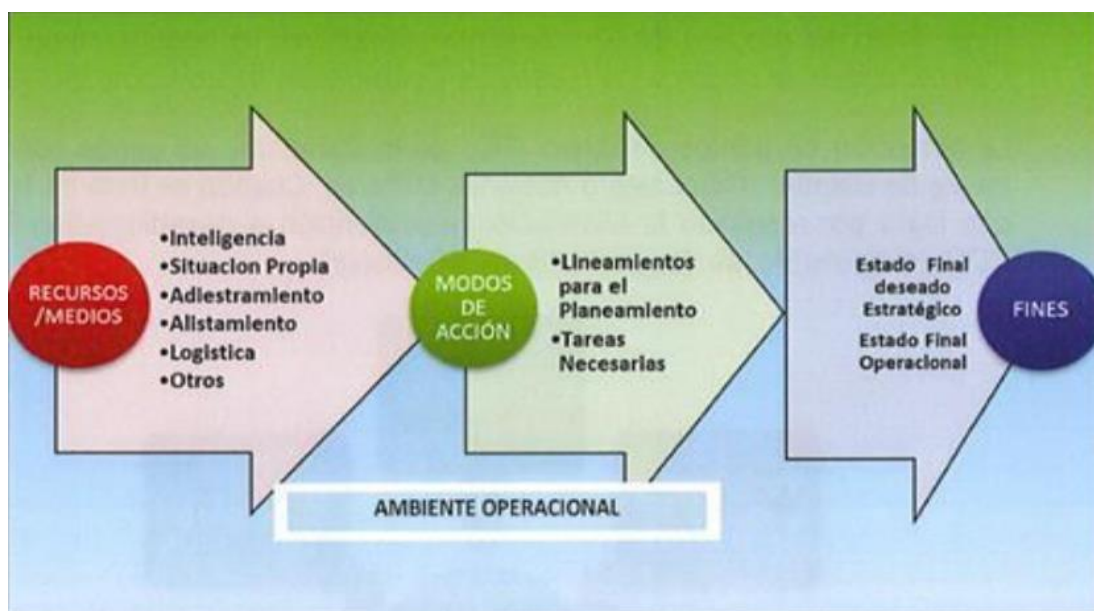 RECURSOS
/MEDIOS
•Inteligencia
•Situacion Propia
•Adiestramiento
•Alistamiento
•Logistica
•Otros
MODOS
DE
ACCIÓN
•Lineamientos
para el
Planeamiento
•Tareas
Necesarias
Estado Final
deseado
Estratégico
Estado Final
Operacional
FINES
AMBIENTE OPERACIONAL